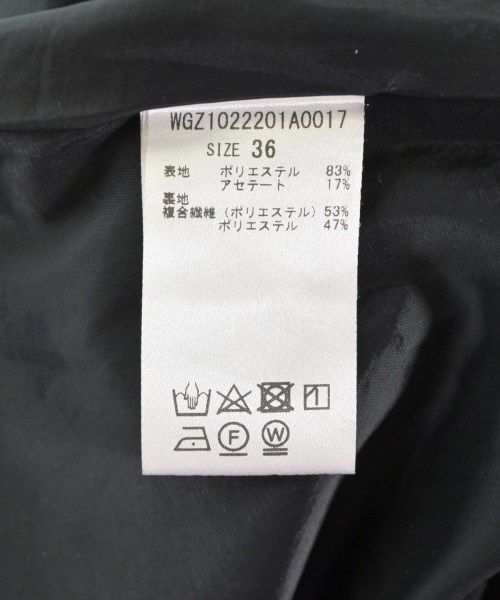 WGZ1022201A0017
SIZE 36
表地 ポリエステル 83%
アセテート 17%
裏地
複合繊維(ポリエステル)53%
ポリエステル 47%
F W